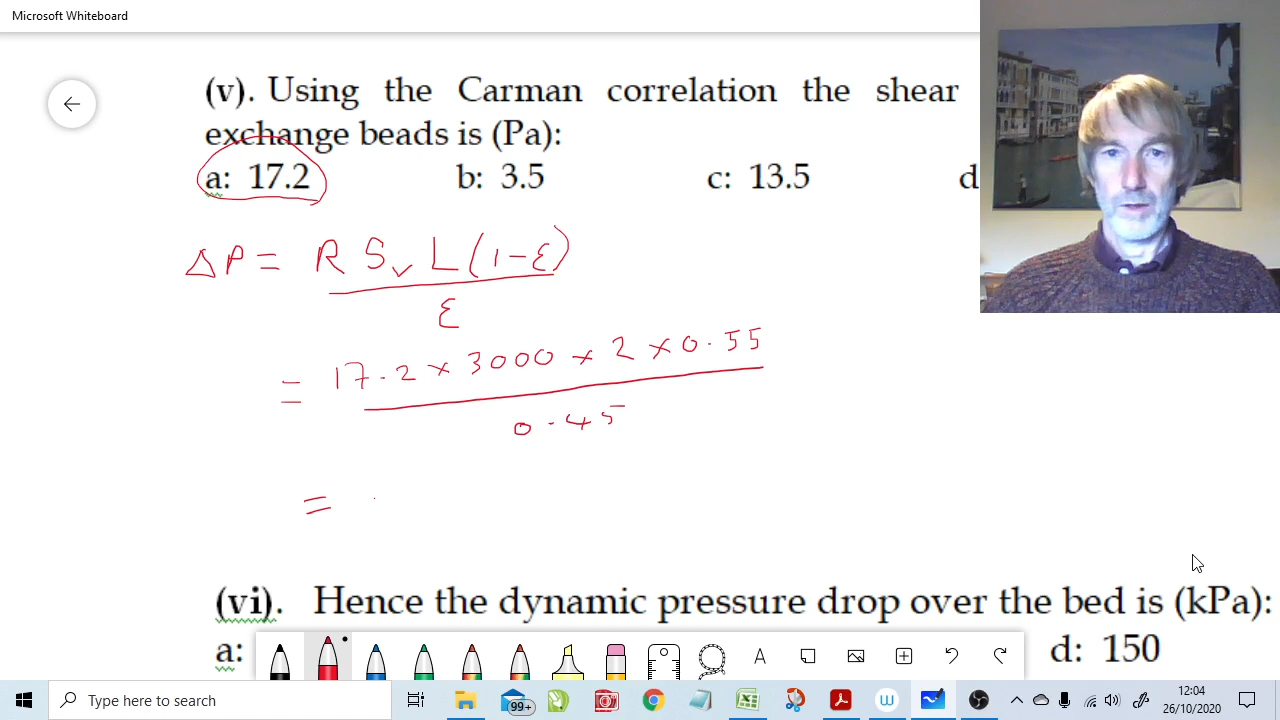 Microsoft Whiteboard
(v). Using the Carman correlation the shear
exchange beads is (Pa):
a: 17.2 b: 3.5 c: 13.5 d
ΔP = R Sv L (1-ε)
ε
= 17.2 × 3000 × 2 × 0.55
0.45
=
(vi). Hence the dynamic pressure drop over the bed is (kPa):
a: d: 150
A
Type here to search
99+
W
12:04
26/10/2020